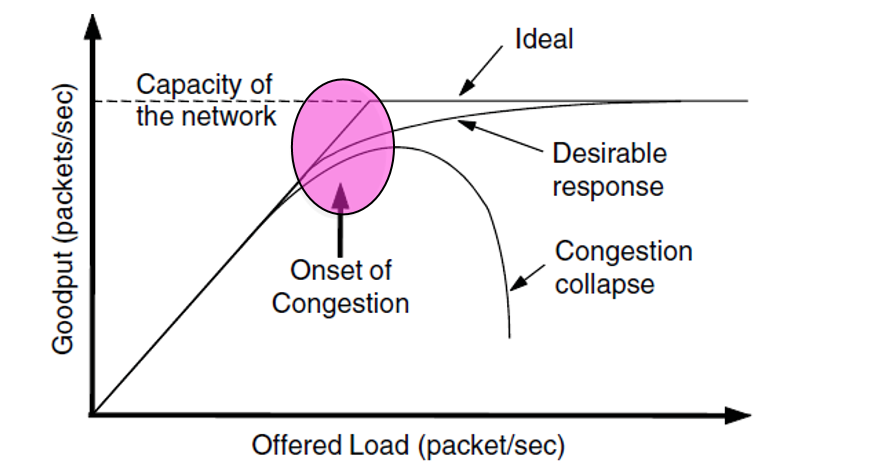 Ideal
Capacity of
the network
Desirable
response
Congestion
collapse
Onset of
Congestion
Goodput (packets/sec)
Offered Load (packet/sec)